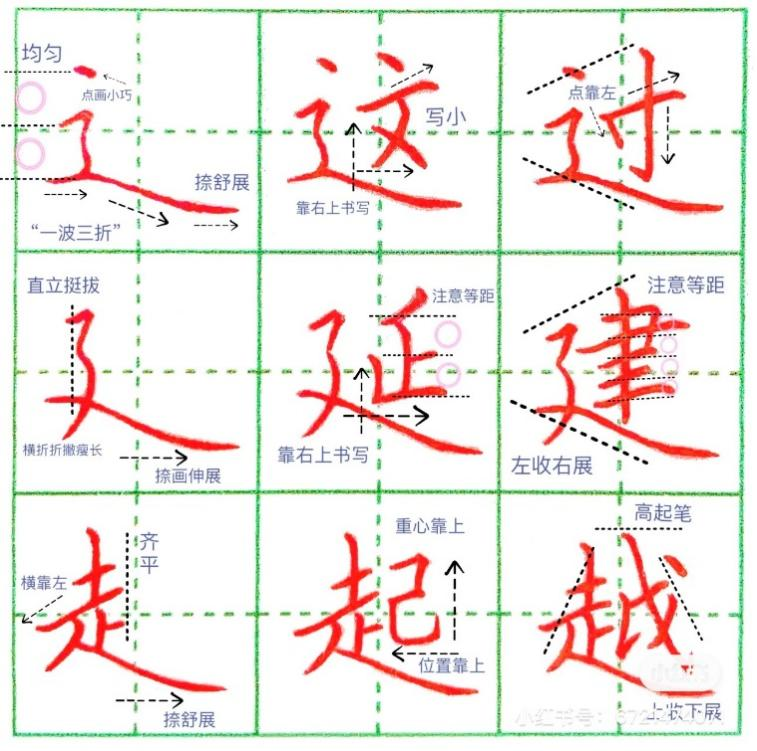 均匀
点画小巧
辶
捺舒展
“一波三折”
这
写小
靠右上书写
点靠左
过
直立挺拔
廴
横折折撇瘦长
捺画伸展
注意等距
延
靠右上书写
注意等距
建
左收右展
齐平
横靠左
走
捺舒展
重心靠上
起
位置靠上
高起笔
越
上收下展
小红书
小红书号：